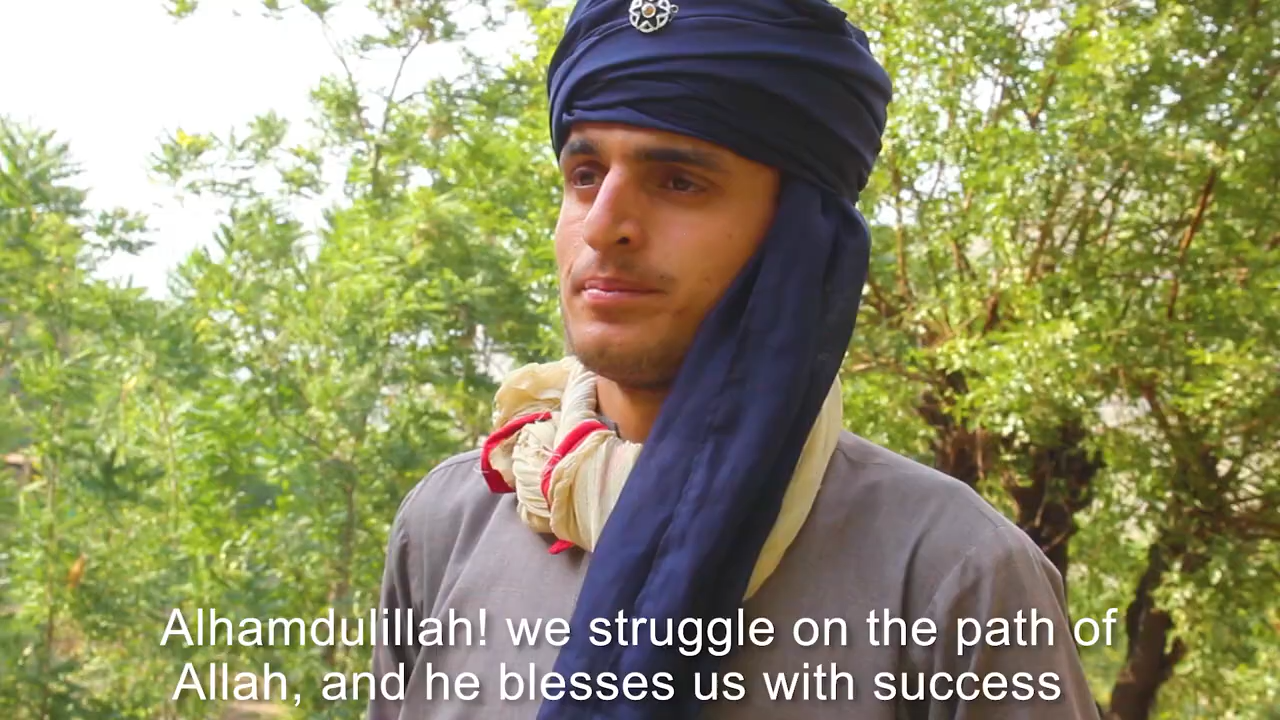 Alhamdulillah! we struggle on the path of
Allah, and he blesses us with success